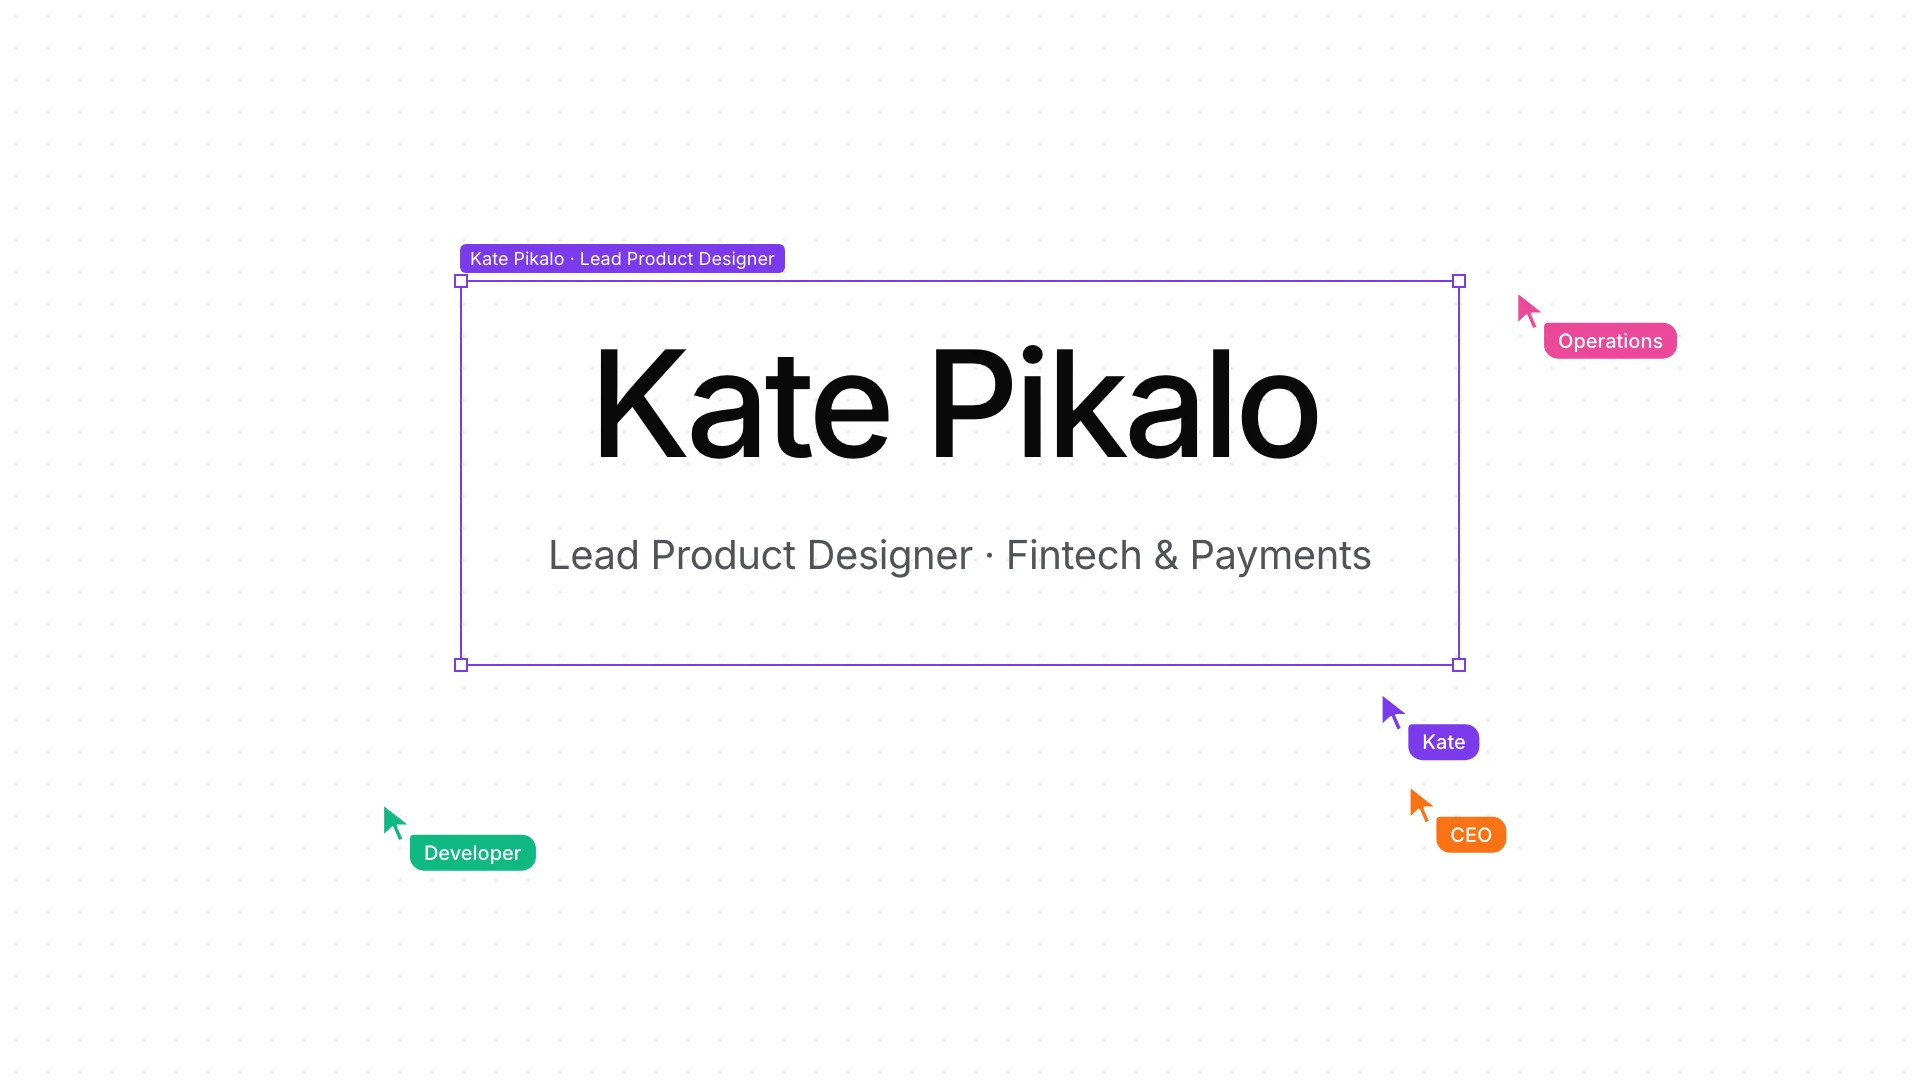 Kate Pikalo · Lead Product Designer
Kate Pikalo
Operations
Lead Product Designer · Fintech & Payments
Kate
CEO
Developer